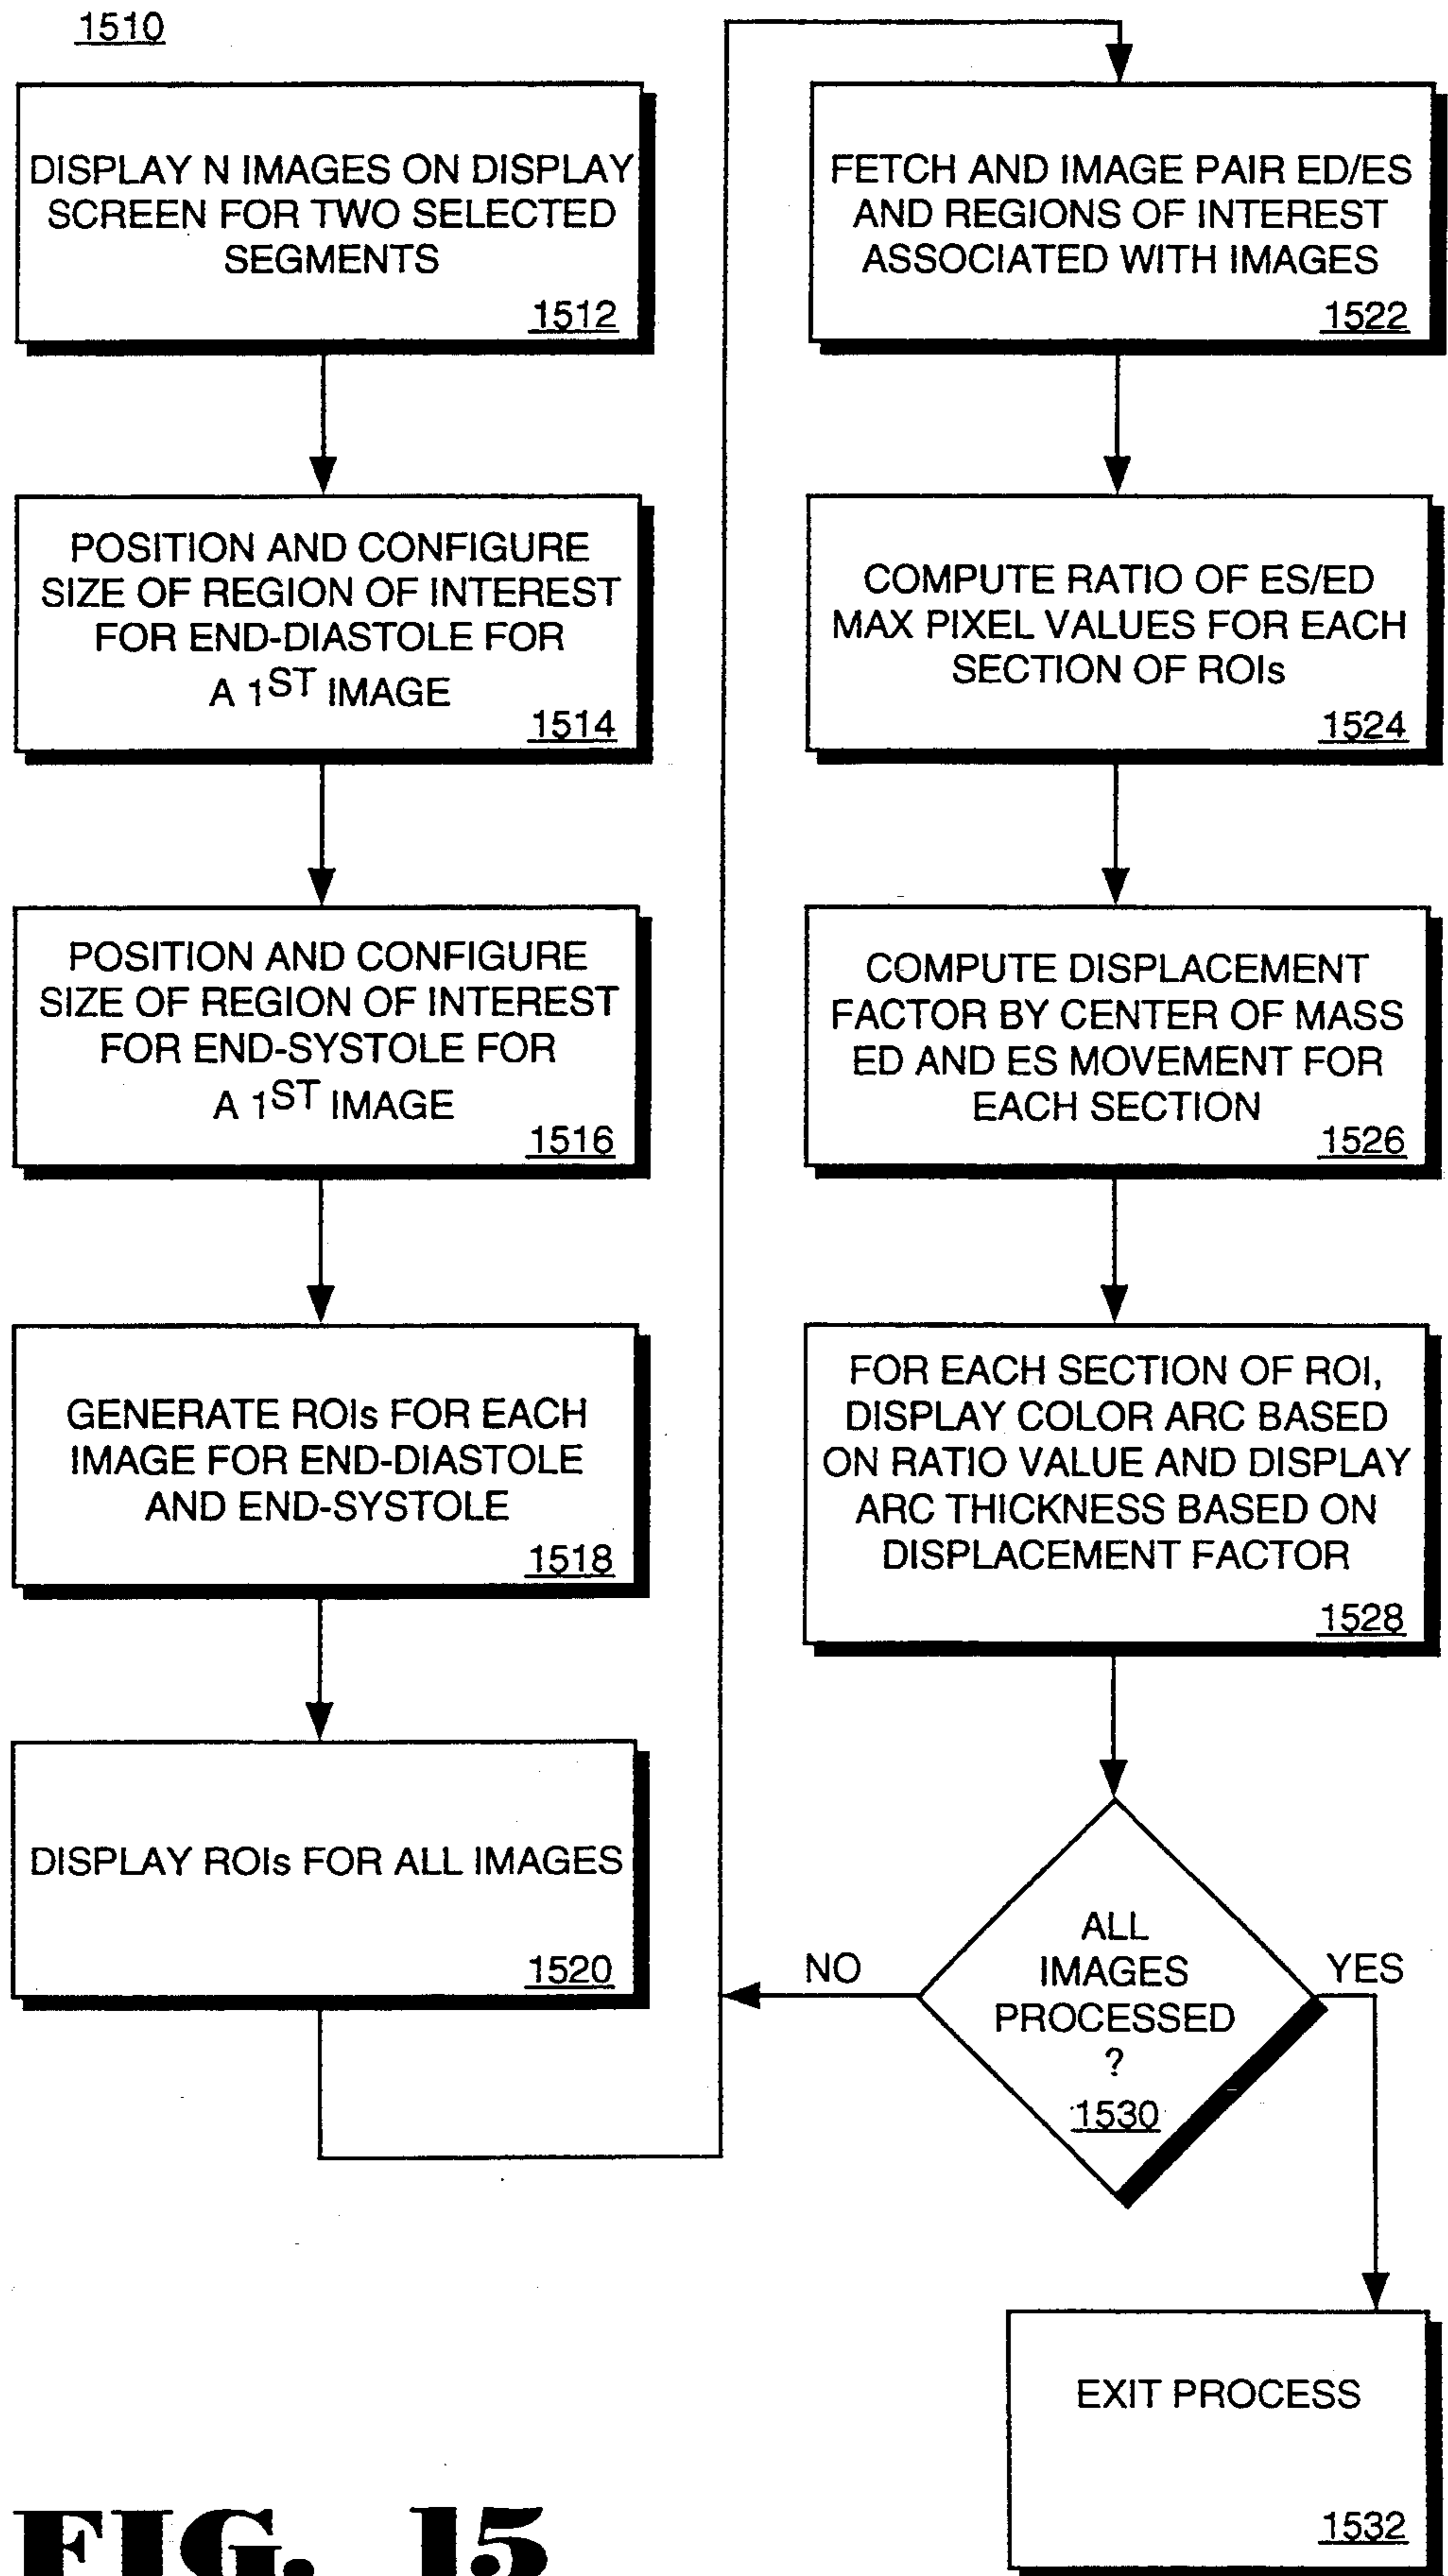 1510
DISPLAY N IMAGES ON DISPLAY
SCREEN FOR TWO SELECTED
SEGMENTS
1512
POSITION AND CONFIGURE
SIZE OF REGION OF INTEREST
FOR END-DIASTOLE FOR
A 1ST IMAGE
1514
POSITION AND CONFIGURE
SIZE OF REGION OF INTEREST
FOR END-SYSTOLE FOR
A 1ST IMAGE
1516
GENERATE ROIs FOR EACH
IMAGE FOR END-DIASTOLE
AND END-SYSTOLE
1518
DISPLAY ROIs FOR ALL IMAGES
1520
FETCH AND IMAGE PAIR ED/ES
AND REGIONS OF INTEREST
ASSOCIATED WITH IMAGES
1522
COMPUTE RATIO OF ES/ED
MAX PIXEL VALUES FOR EACH
SECTION OF ROIs
1524
COMPUTE DISPLACEMENT
FACTOR BY CENTER OF MASS
ED AND ES MOVEMENT FOR
EACH SECTION
1526
FOR EACH SECTION OF ROI,
DISPLAY COLOR ARC BASED
ON RATIO VALUE AND DISPLAY
ARC THICKNESS BASED ON
DISPLACEMENT FACTOR
1528
ALL
IMAGES
PROCESSED
?
1530
NO
YES
EXIT PROCESS
1532
FIG. 15